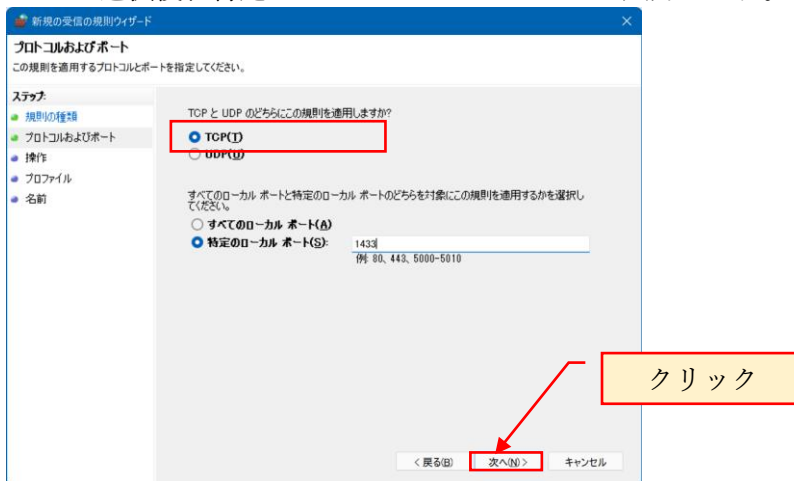 新規の受信の規則ウィザード
プロトコルおよびポート
この規則を適用するプロトコルとポートを指定してください。
ステップ:
規則の種類
プロトコルおよびポート
操作
プロファイル
名前
TCP と UDP のどちらにこの規則を適用しますか?
TCP(T)
UDP(U)
すべてのローカル ポートと特定のローカル ポートのどちらを対象にこの規則を適用するかを選択し
てください。
すべてのローカル ポート(A)
特定のローカル ポート(S):
1433
例: 80、443、5000-5010
クリック
< 戻る(B)
次へ(N) >
キャンセル